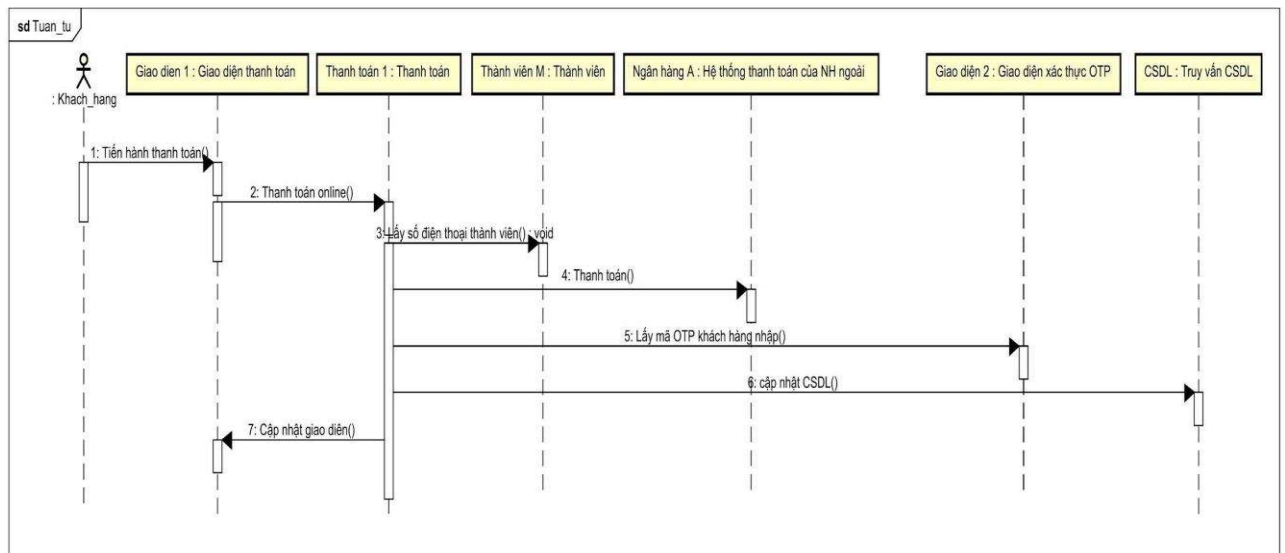 sd Tuan_tu
: Khach_hang
Giao dien 1 : Giao diện thanh toán
Thanh toán 1 : Thanh toán
Thành viên M : Thành viên
Ngân hàng A : Hệ thống thanh toán của NH ngoài
Giao diện 2 : Giao diện xác thực OTP
CSDL : Truy vấn CSDL
1: Tiến hành thanh toán()
2: Thanh toán online()
3: Lấy số điện thoại thành viên() : void
4: Thanh toán()
5: Lấy mã OTP khách hàng nhập()
6: cập nhật CSDL()
7: Cập nhật giao diên()